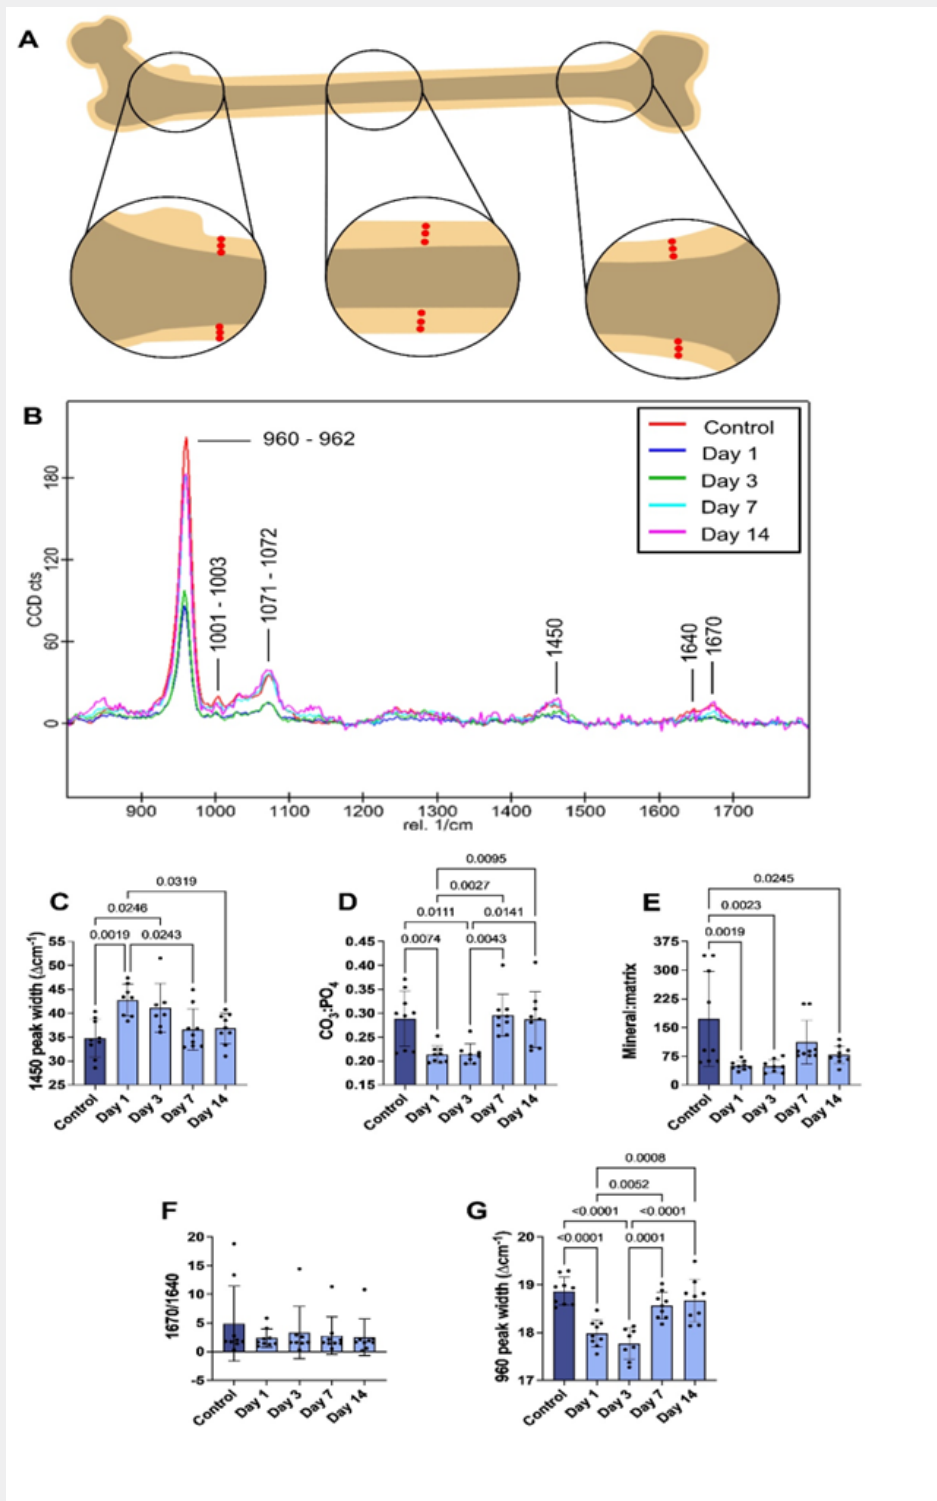 A
B
960 - 962
1001 - 1003
1071 - 1072
1450
1640
1670
Control
Day 1
Day 3
Day 7
Day 14
CCD cts
180
120
60
0
900 1000 1100 1200 1300 1400 1500 1600 1700
rel. 1/cm
C
0.0319
0.0246
0.0019 0.0243
1450 peak width (Δcm⁻¹)
55
50
45
40
35
30
25
Control Day 1 Day 3 Day 7 Day 14
D
0.0095
0.0027
0.0111 0.0141
0.0074 0.0043
CO₃:PO₄
0.45
0.40
0.35
0.30
0.25
0.20
0.15
Control Day 1 Day 3 Day 7 Day 14
E
0.0245
0.0023
0.0019
Mineral:matrix
375
300
225
150
75
0
Control Day 1 Day 3 Day 7 Day 14
F
1670/1640
20
15
10
5
0
-5
Control Day 1 Day 3 Day 7 Day 14
G
0.0008
0.0052
<0.0001 <0.0001
<0.0001 0.0001
960 peak width (Δcm⁻¹)
20
19
18
17
Control Day 1 Day 3 Day 7 Day 14